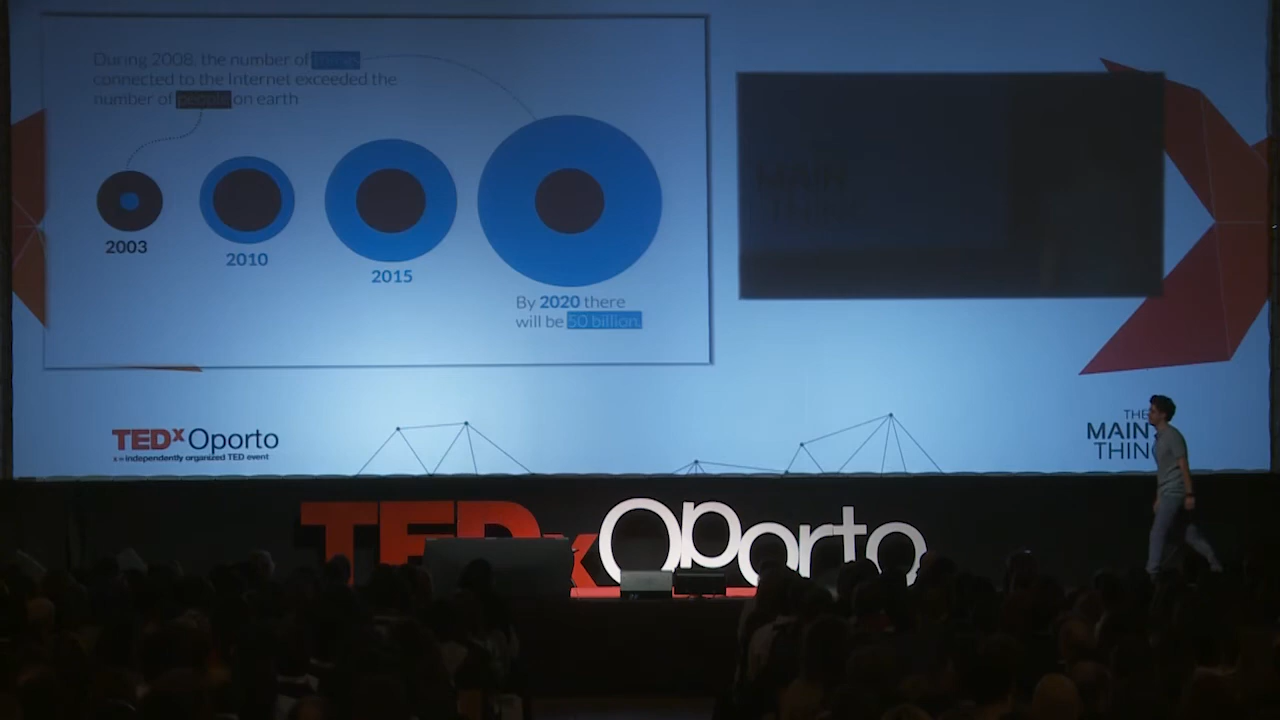 During 2008, the number of things
connected to the Internet exceeded the
number of people on earth
2003
2010
2015
By 2020 there
will be 50 billion.
MAIN
THIN
TEDx Oporto
x = independently organized TED event
THE
MAIN
THIN
TEDx Oporto